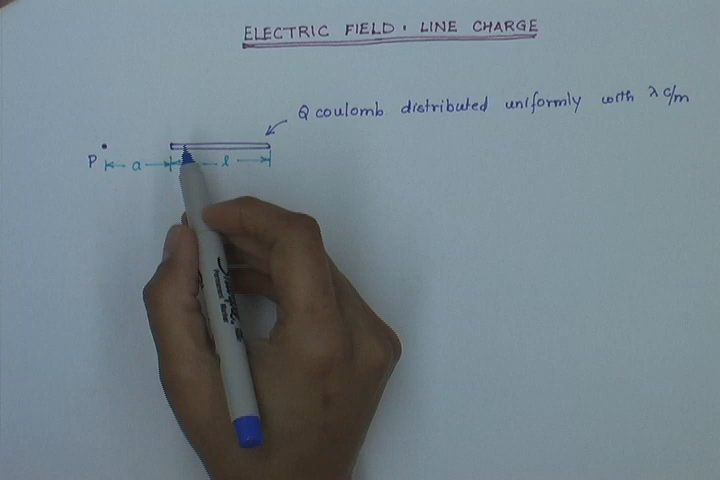 ELECTRIC FIELD : LINE CHARGE
Q coulomb distributed uniformly with λ c/m
P a l